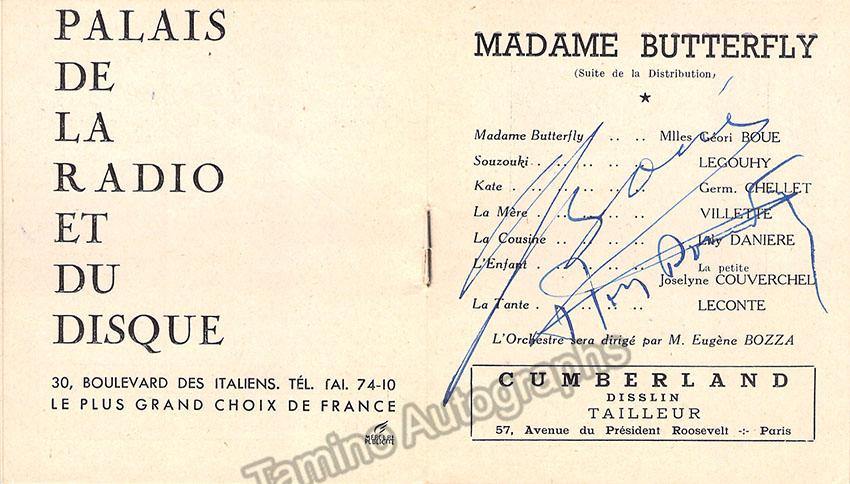 PALAIS
DE
LA
RADIO
ET
DU
DISQUE
30, BOULEVARD DES ITALIENS. TÉL. TAI. 74-10
LE PLUS GRAND CHOIX DE FRANCE
MERCURE
PUBLICITÉ
MADAME BUTTERFLY
(Suite de la Distribution)
Madame Butterfly .. .. Mlles Géori BOUE
Souzouki .. .. .. .. LEGOUHY
Kate .. .. .. .. .. Germ. CHELLET
La Mère .. .. .. .. VILLETTE
La Cousine .. .. .. .. Lily DANIERE
L'Enfant .. .. .. .. La petite
Joselyne COUVERCHEL
La Tante .. .. .. .. LECONTE
L'Orchestre sera dirigé par M. Eugène BOZZA
CUMBERLAND
DISSLIN
TAILLEUR
57, Avenue du Président Roosevelt -:- Paris
Boué
Tamino Autographs